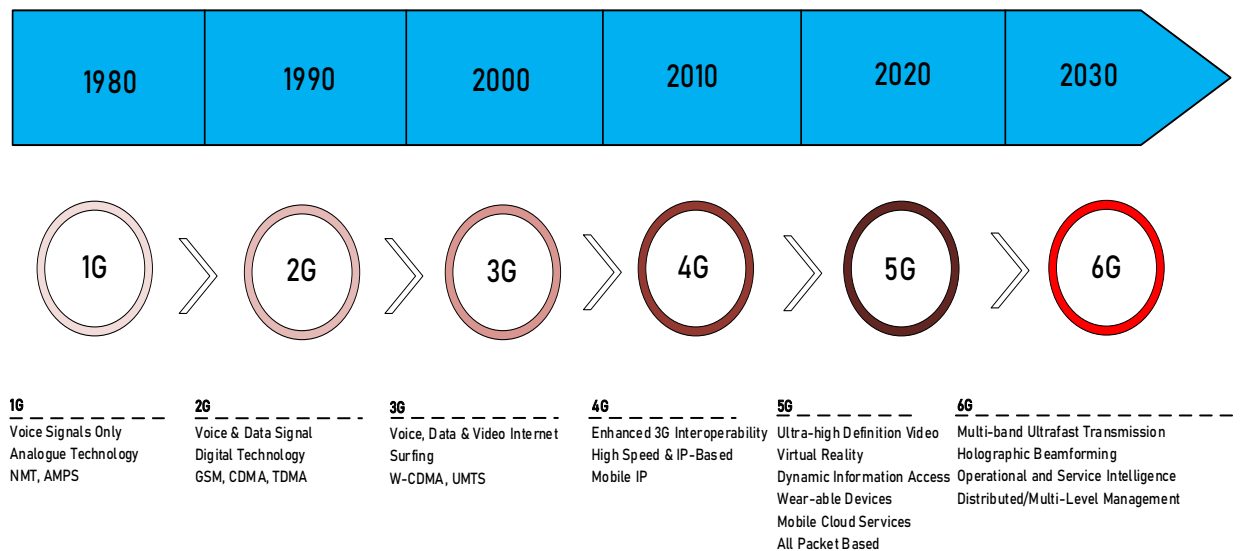 1980
1990
2000
2010
2020
2030
1G
2G
3G
4G
5G
6G
1G
Voice Signals Only
Analogue Technology
NMT, AMPS
2G
Voice & Data Signal
Digital Technology
GSM, CDMA, TDMA
3G
Voice, Data & Video Internet
Surfing
W-CDMA, UMTS
4G
Enhanced 3G Interoperability
High Speed & IP-Based
Mobile IP
5G
Ultra-high Definition Video
Virtual Reality
Dynamic Information Access
Wear-able Devices
Mobile Cloud Services
All Packet Based
6G
Multi-band Ultrafast Transmission
Holographic Beamforming
Operational and Service Intelligence
Distributed/Multi-Level Management